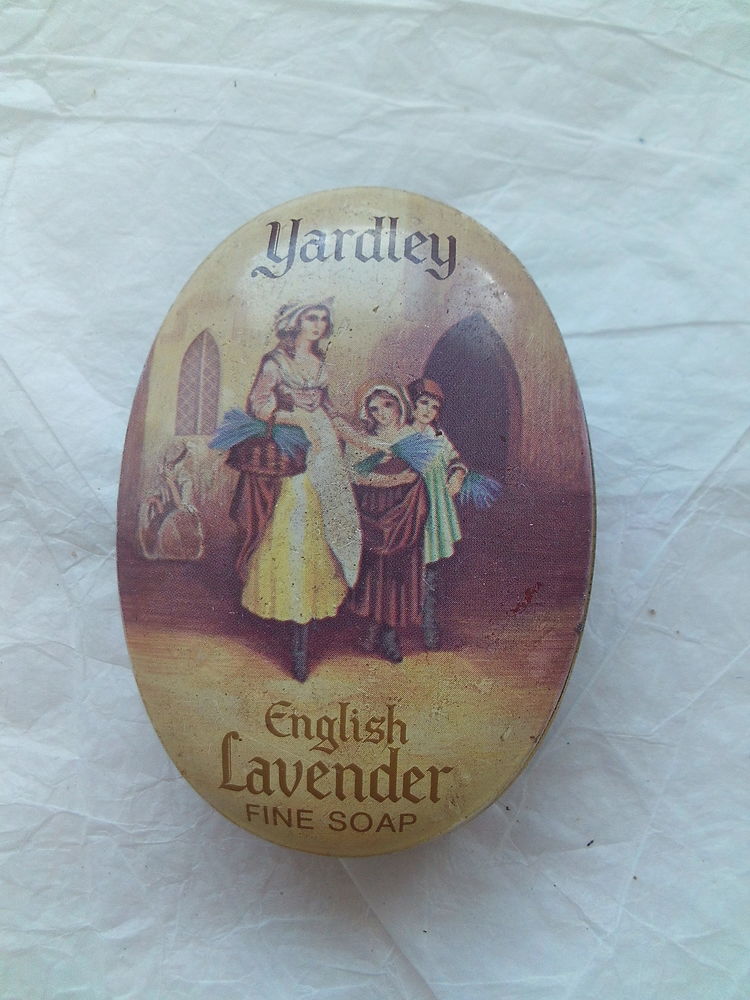 Yardley
English
Lavender
FINE SOAP